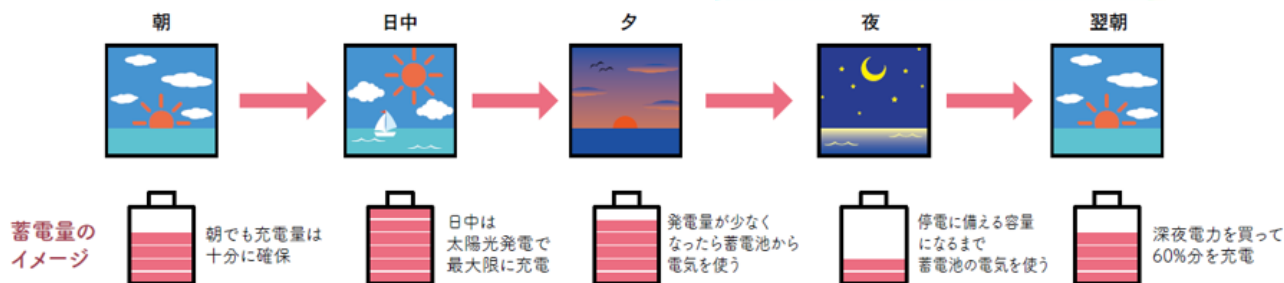 朝
日中
夕
夜
翌朝
蓄電量の
イメージ
朝でも充電量は
十分に確保
日中は
太陽光発電で
最大限に充電
発電量が少なく
なったら蓄電池から
電気を使う
停電に備える容量
になるまで
蓄電池の電気を使う
深夜電力を買って
60%分を充電